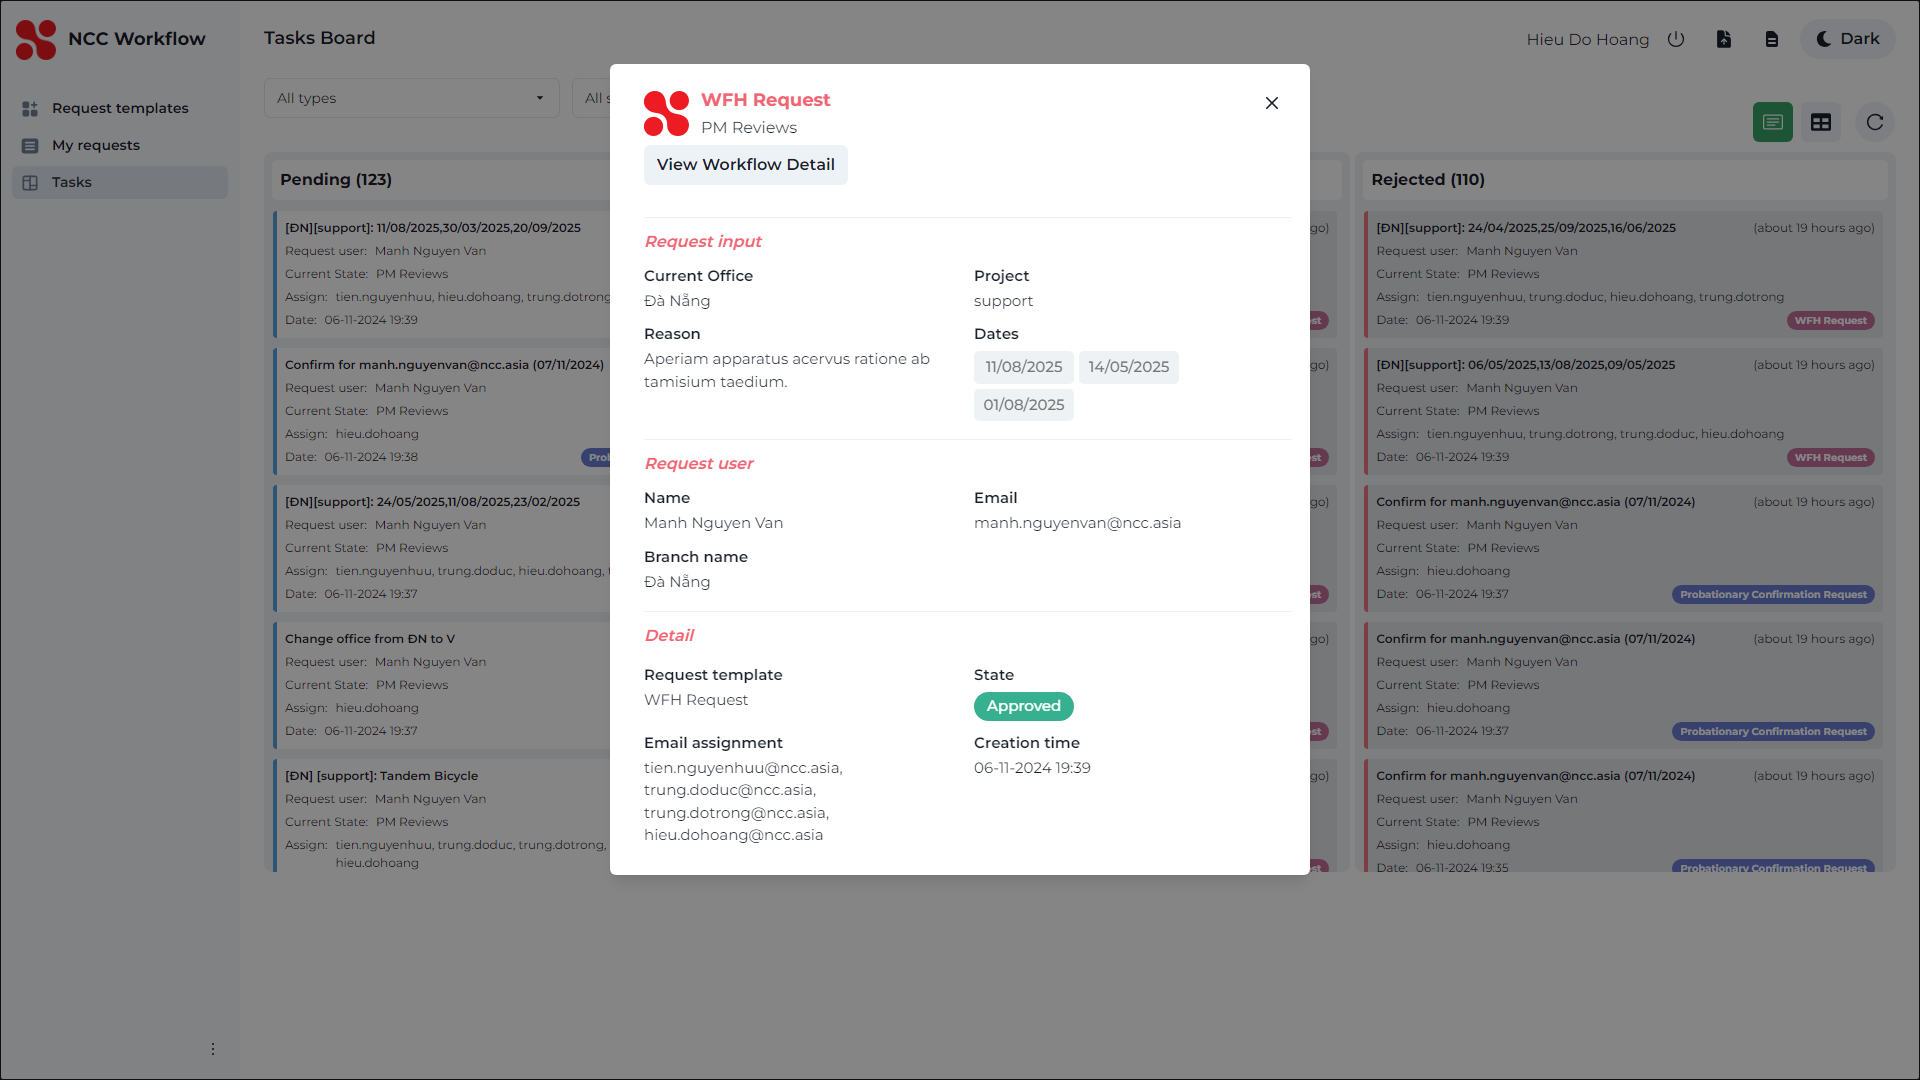 NCC Workflow
Request templates
My requests
Tasks
Tasks Board
Hieu Do Hoang
Dark
All types
All s
Pending (123)
[ĐN][support]: 11/08/2025,30/03/2025,20/09/2025
Request user: Manh Nguyen Van
Current State: PM Reviews
Assign: tien.nguyenhuu, hieu.dohoang, trung.dotrong
Date: 06-11-2024 19:39
Confirm for manh.nguyenvan@ncc.asia (07/11/2024)
Request user: Manh Nguyen Van
Current State: PM Reviews
Assign: hieu.dohoang
Date: 06-11-2024 19:38
Prol
[ĐN][support]: 24/05/2025,11/08/2025,23/02/2025
Request user: Manh Nguyen Van
Current State: PM Reviews
Assign: tien.nguyenhuu, trung.doduc, hieu.dohoang,
Date: 06-11-2024 19:37
Change office from ĐN to V
Request user: Manh Nguyen Van
Current State: PM Reviews
Assign: hieu.dohoang
Date: 06-11-2024 19:37
[ĐN] [support]: Tandem Bicycle
Request user: Manh Nguyen Van
Current State: PM Reviews
Assign: tien.nguyenhuu, trung.doduc, trung.dotrong,
hieu.dohoang
WFH Request
PM Reviews
View Workflow Detail
Request input
Current Office
Đà Nẵng
Project
support
Reason
Aperiam apparatus acervus ratione ab
tamisium taedium.
Dates
11/08/2025 14/05/2025
01/08/2025
Request user
Name
Manh Nguyen Van
Email
manh.nguyenvan@ncc.asia
Branch name
Đà Nẵng
Detail
Request template
WFH Request
State
Approved
Email assignment
tien.nguyenhuu@ncc.asia,
trung.doduc@ncc.asia,
trung.dotrong@ncc.asia,
hieu.dohoang@ncc.asia
Creation time
06-11-2024 19:39
go)
st
go)
st
go)
st
go)
st
go)
st
Rejected (110)
[ĐN][support]: 24/04/2025,25/09/2025,16/06/2025 (about 19 hours ago)
Request user: Manh Nguyen Van
Current State: PM Reviews
Assign: tien.nguyenhuu, trung.doduc, hieu.dohoang, trung.dotrong
Date: 06-11-2024 19:39 WFH Request
[ĐN][support]: 06/05/2025,13/08/2025,09/05/2025 (about 19 hours ago)
Request user: Manh Nguyen Van
Current State: PM Reviews
Assign: tien.nguyenhuu, trung.dotrong, trung.doduc, hieu.dohoang
Date: 06-11-2024 19:39 WFH Request
Confirm for manh.nguyenvan@ncc.asia (07/11/2024) (about 19 hours ago)
Request user: Manh Nguyen Van
Current State: PM Reviews
Assign: hieu.dohoang
Date: 06-11-2024 19:37 Probationary Confirmation Request
Confirm for manh.nguyenvan@ncc.asia (07/11/2024) (about 19 hours ago)
Request user: Manh Nguyen Van
Current State: PM Reviews
Assign: hieu.dohoang
Date: 06-11-2024 19:37 Probationary Confirmation Request
Confirm for manh.nguyenvan@ncc.asia (07/11/2024) (about 19 hours ago)
Request user: Manh Nguyen Van
Current State: PM Reviews
Assign: hieu.dohoang
Date: 06-11-2024 19:35 Probationary Confirmation Request